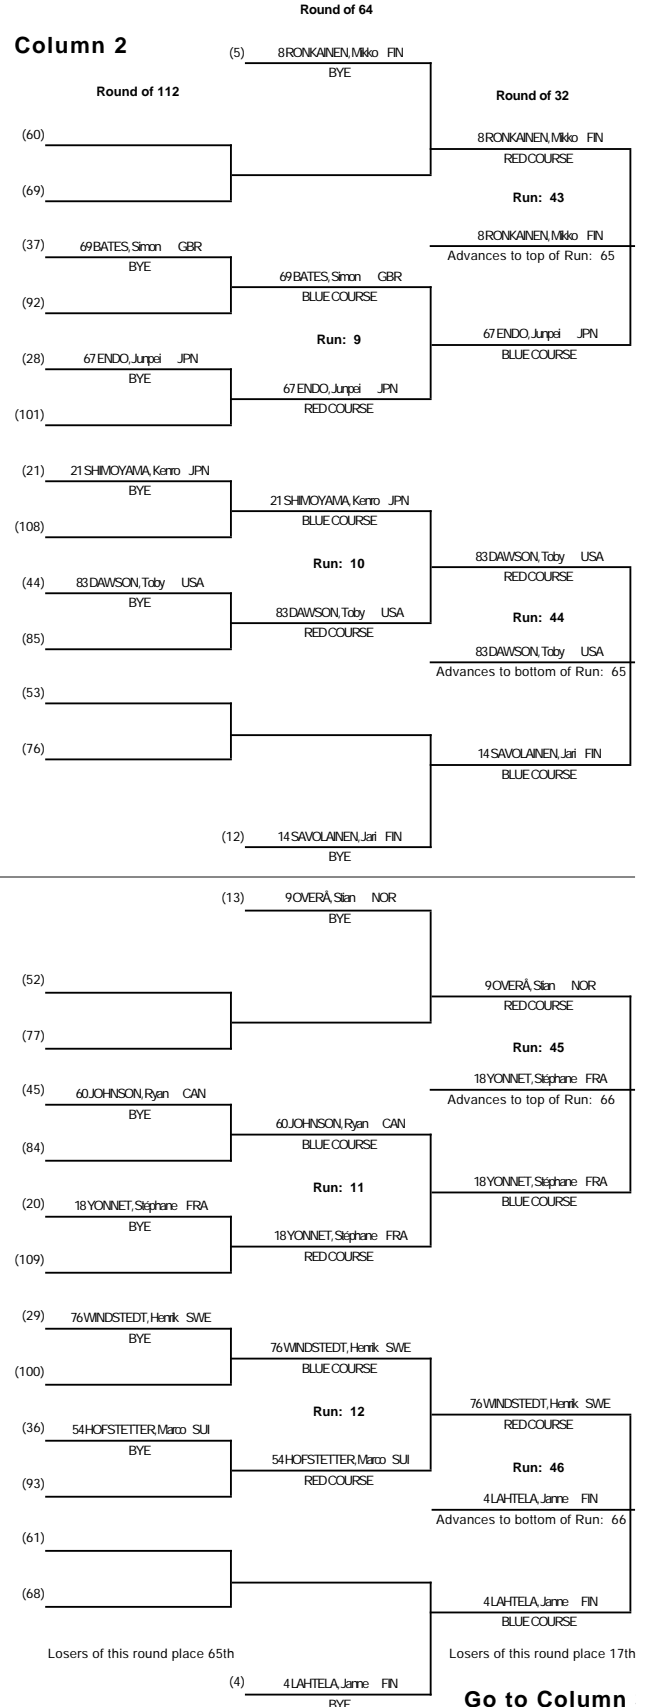 Round of 64
Column 2
(5) 8 RONKAINEN, Mikko FIN
BYE
Round of 112
Round of 32
(60)
8 RONKAINEN, Mikko FIN
RED COURSE
(69)
Run: 43
8 RONKAINEN, Mikko FIN
Advances to top of Run: 65
(37) 69 BATES, Simon GBR
BYE
69 BATES, Simon GBR
BLUE COURSE
(92)
Run: 9
67 ENDO, Junpei JPN
BLUE COURSE
(28) 67 ENDO, Junpei JPN
BYE
67 ENDO, Junpei JPN
RED COURSE
(101)
(21) 21 SHIMOYAMA, Kenro JPN
BYE
21 SHIMOYAMA, Kenro JPN
BLUE COURSE
(108)
Run: 10
83 DAWSON, Toby USA
RED COURSE
(44) 83 DAWSON, Toby USA
BYE
83 DAWSON, Toby USA
RED COURSE
Run: 44
(85)
83 DAWSON, Toby USA
Advances to bottom of Run: 65
(53)
(76)
14 SAVOLAINEN, Jari FIN
BLUE COURSE
(12) 14 SAVOLAINEN, Jari FIN
BYE
(13) 9 OVERÅ, Stian NOR
BYE
(52)
9 OVERÅ, Stian NOR
RED COURSE
(77)
Run: 45
18 YONNET, Stéphane FRA
Advances to top of Run: 66
(45) 60 JOHNSON, Ryan CAN
BYE
60 JOHNSON, Ryan CAN
BLUE COURSE
(84)
Run: 11
18 YONNET, Stéphane FRA
BLUE COURSE
(20) 18 YONNET, Stéphane FRA
BYE
18 YONNET, Stéphane FRA
RED COURSE
(109)
(29) 76 WINDSTEDT, Henrik SWE
BYE
76 WINDSTEDT, Henrik SWE
BLUE COURSE
(100)
Run: 12
76 WINDSTEDT, Henrik SWE
RED COURSE
(36) 54 HOFSTETTER, Marco SUI
BYE
54 HOFSTETTER, Marco SUI
RED COURSE
Run: 46
(93)
4 LAHTELA, Janne FIN
Advances to bottom of Run: 66
(61)
(68)
4 LAHTELA, Janne FIN
BLUE COURSE
Losers of this round place 65th
Losers of this round place 17th
(4) 4 LAHTELA, Janne FIN
BYE
Go to Column